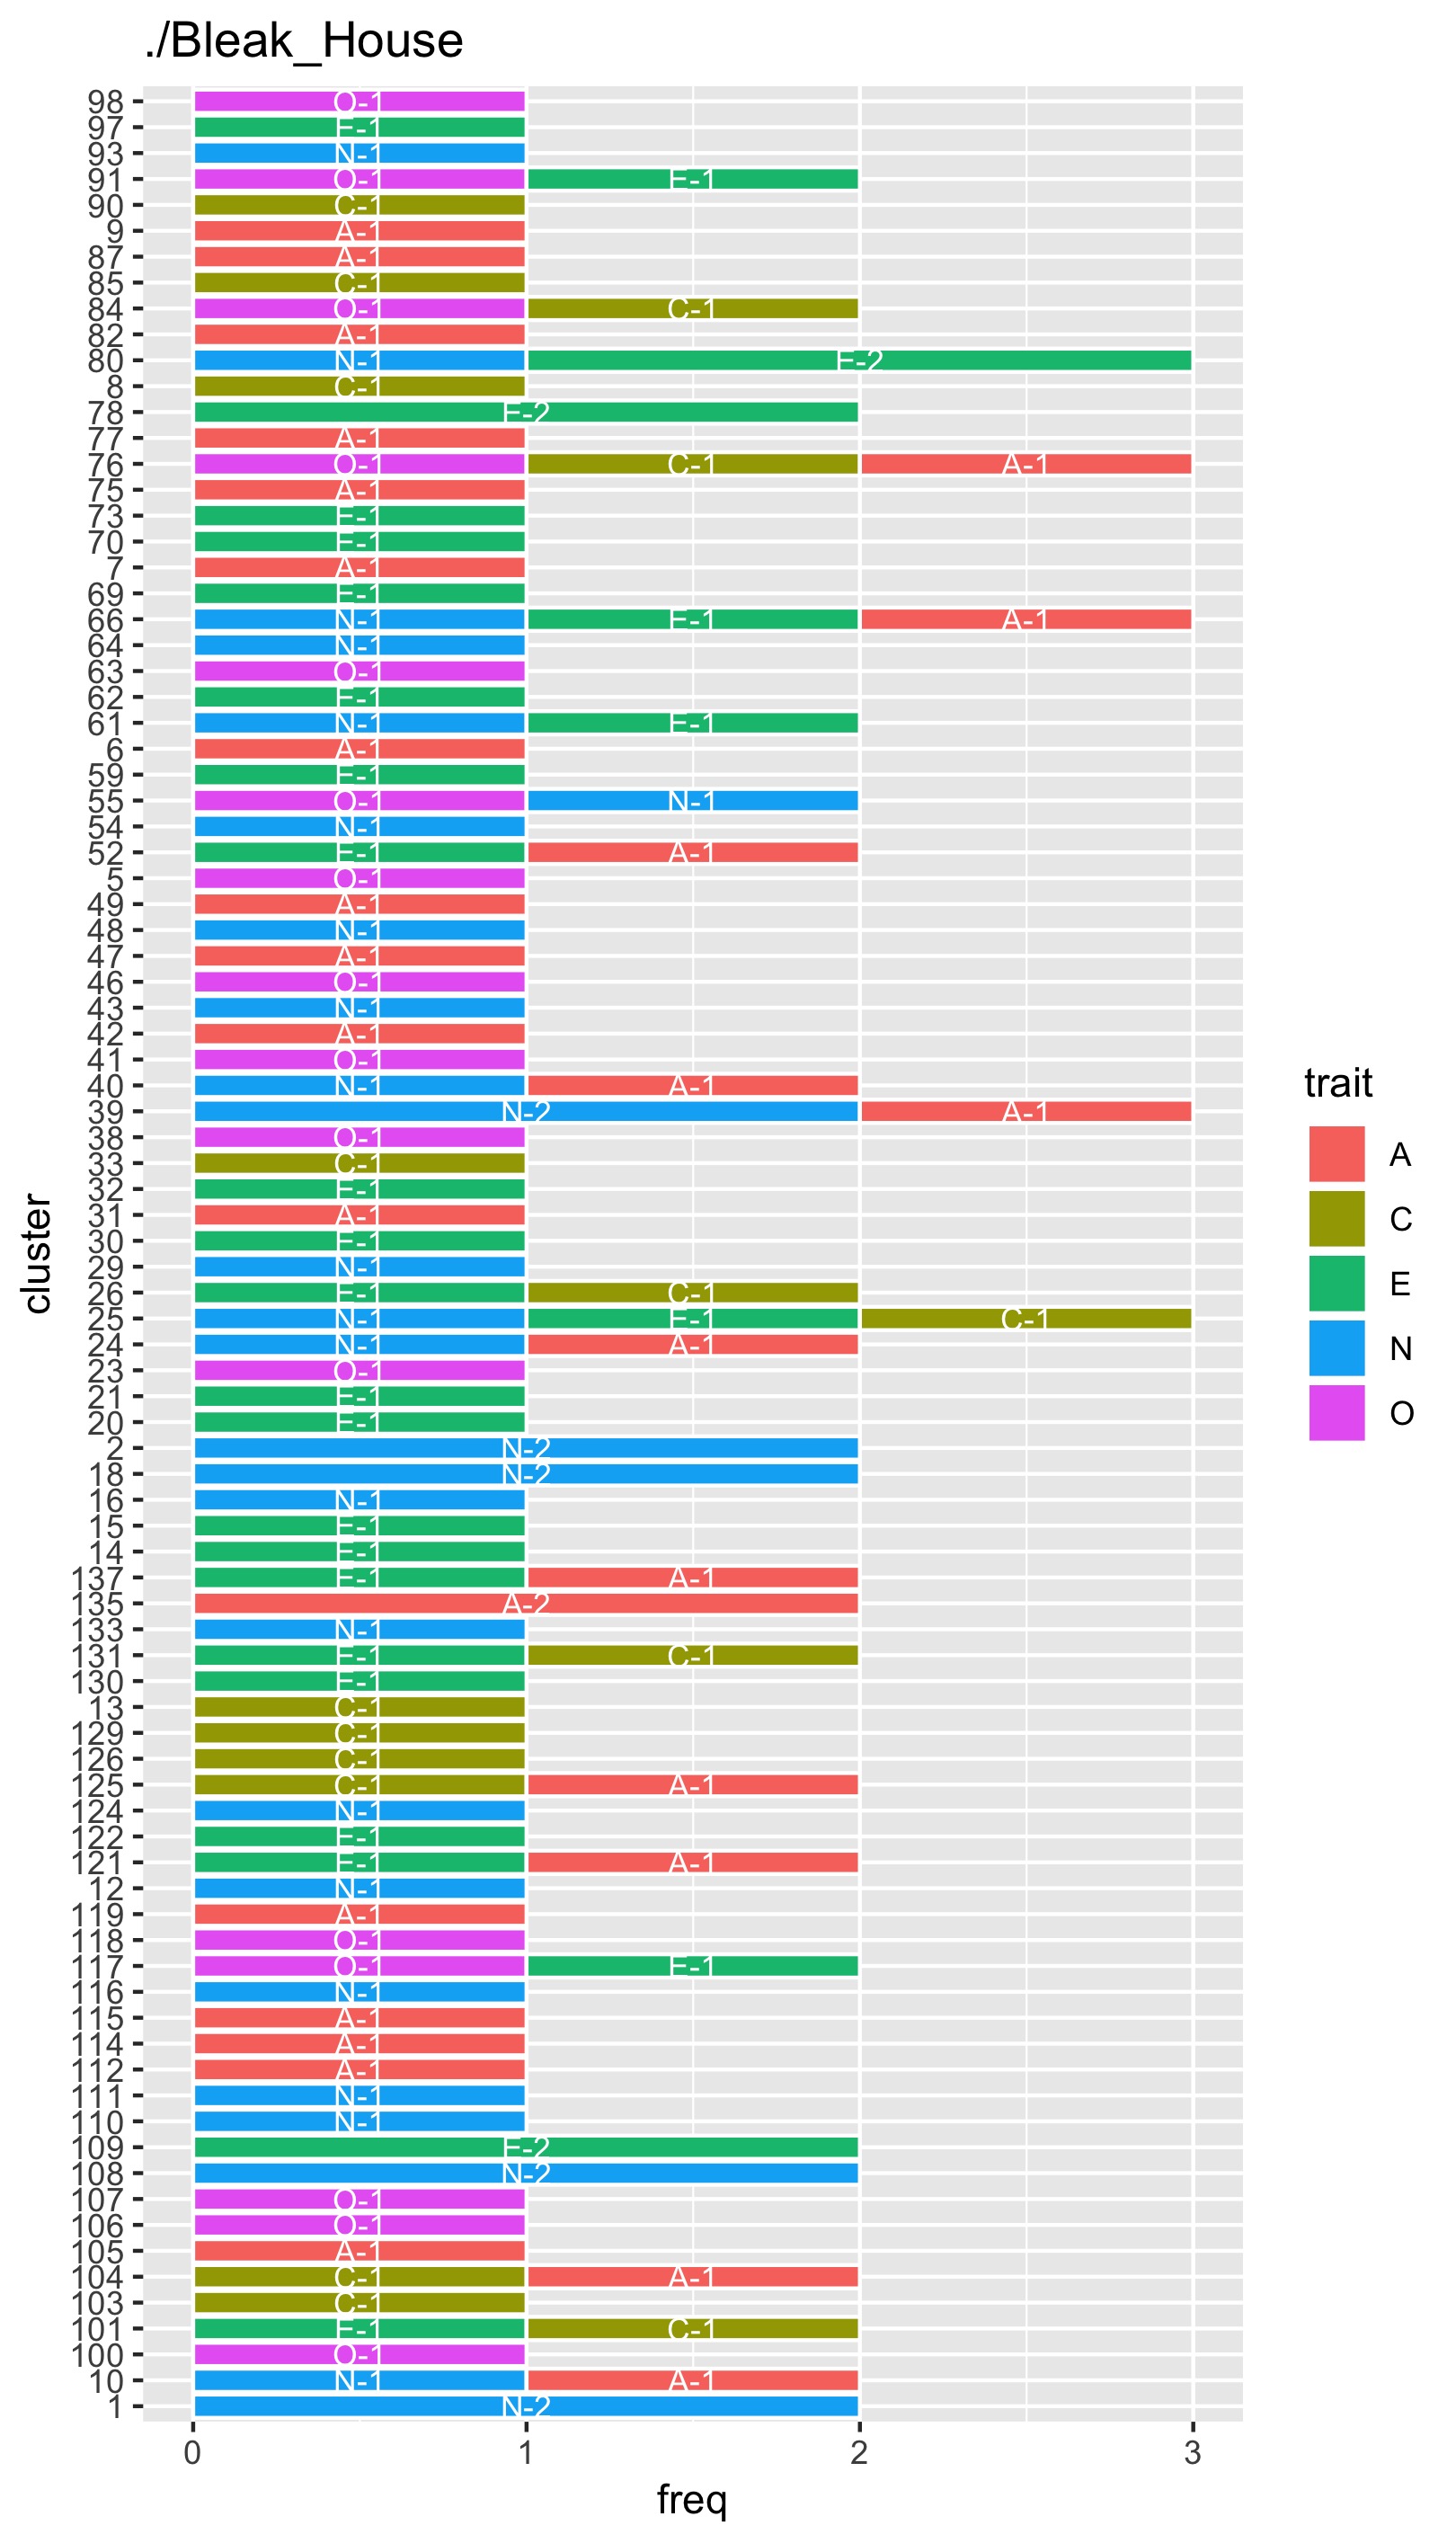 ./Bleak_House
98 O-1
97 E-1
93 N-1
91 O-1 E-1
90 C-1
9 A-1
87 A-1
85 C-1
84 O-1 C-1
82 A-1
80 N-1 E-2
8 C-1
78 E-2
77 A-1
76 O-1 C-1 A-1
75 A-1
73 E-1
70 E-1
7 A-1
69 E-1
66 N-1 E-1 A-1
64 N-1
63 O-1
62 E-1
61 N-1 E-1
6 A-1
59 E-1
55 O-1 N-1
54 N-1
52 E-1 A-1
5 O-1
49 A-1
48 N-1
47 A-1
46 O-1
43 N-1
42 A-1
41 O-1
40 N-1 A-1
39 N-2 A-1
38 O-1
33 C-1
32 E-1
31 A-1
30 E-1
29 N-1
26 E-1 C-1
25 N-1 E-1 C-1
24 N-1 A-1
23 O-1
21 E-1
20 E-1
2 N-2
18 N-2
16 N-1
15 E-1
14 E-1
137 E-1 A-1
135 A-2
133 N-1
131 E-1 C-1
130 E-1
13 C-1
129 C-1
126 C-1
125 C-1 A-1
124 N-1
122 E-1
121 E-1 A-1
12 N-1
119 A-1
118 O-1
117 O-1 E-1
116 N-1
115 A-1
114 A-1
112 A-1
111 N-1
110 N-1
109 E-2
108 N-2
107 O-1
106 O-1
105 A-1
104 C-1 A-1
103 C-1
101 E-1 C-1
100 O-1
10 N-1 A-1
1 N-2
0 1 2 3
freq
cluster
trait
A
C
E
N
O